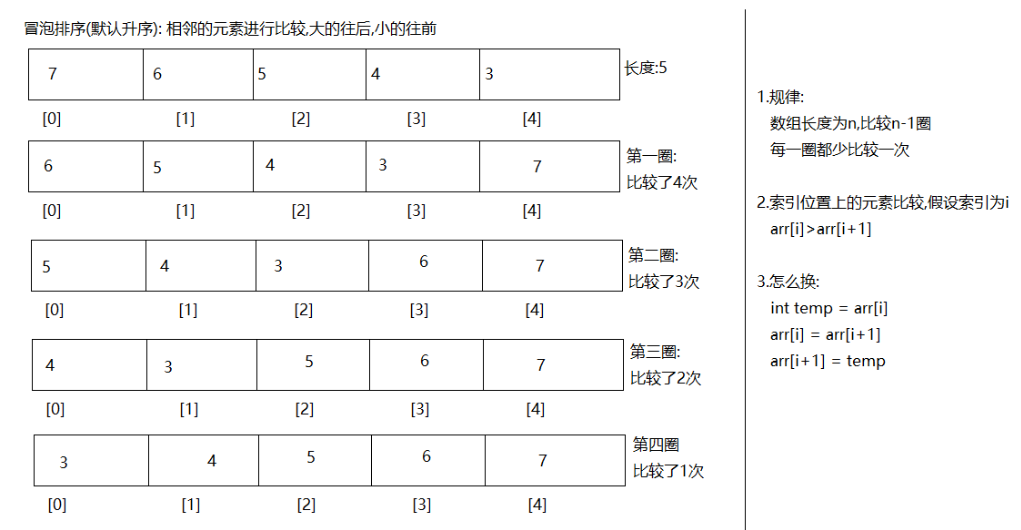 冒泡排序(默认升序): 相邻的元素进行比较,大的往后,小的往前
7 6 5 4 3
长度:5
[0] [1] [2] [3] [4]
6 5 4 3 7
第一圈:
比较了4次
[0] [1] [2] [3] [4]
5 4 3 6 7
第二圈:
比较了3次
[0] [1] [2] [3] [4]
4 3 5 6 7
第三圈:
比较了2次
[0] [1] [2] [3] [4]
3 4 5 6 7
第四圈
比较了1次
[0] [1] [2] [3] [4]
1.规律:
数组长度为n,比较n-1圈
每一圈都少比较一次
2.索引位置上的元素比较,假设索引为i
arr[i]>arr[i+1]
3.怎么换:
int temp = arr[i]
arr[i] = arr[i+1]
arr[i+1] = temp